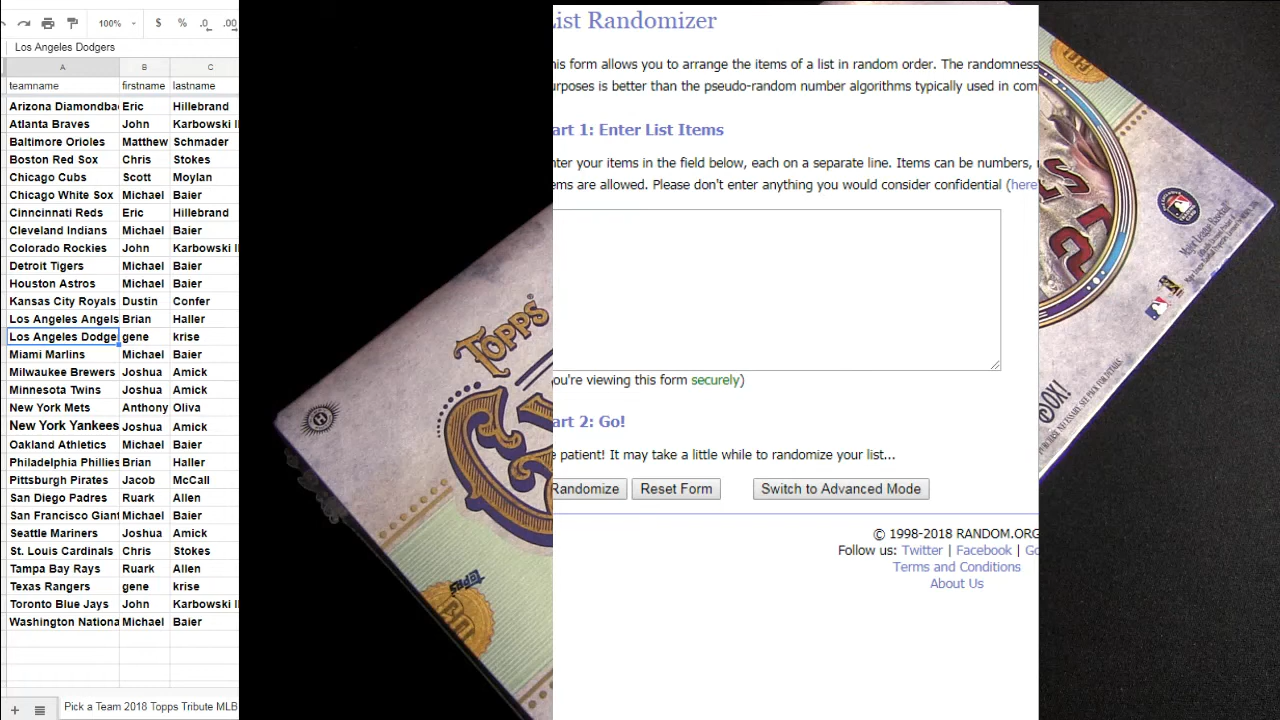 100%
$ % .0 .00
Los Angeles Dodgers
A B C
teamname firstname lastname
Arizona Diamondba Eric Hillebrand
Atlanta Braves John Karbowski II
Baltimore Orioles Matthew Schmader
Boston Red Sox Chris Stokes
Chicago Cubs Scott Moylan
Chicago White Sox Michael Baier
Cinncinnati Reds Eric Hillebrand
Cleveland Indians Michael Baier
Colorado Rockies John Karbowski II
Detroit Tigers Michael Baier
Houston Astros Michael Baier
Kansas City Royals Dustin Confer
Los Angeles Angels Brian Haller
Los Angeles Dodge gene krise
Miami Marlins Michael Baier
Milwaukee Brewers Joshua Amick
Minnesota Twins Joshua Amick
New York Mets Anthony Oliva
New York Yankees Joshua Amick
Oakland Athletics Michael Baier
Philadelphia Phillies Brian Haller
Pittsburgh Pirates Jacob McCall
San Diego Padres Ruark Allen
San Francisco Giant Michael Baier
Seattle Mariners Joshua Amick
St. Louis Cardinals Chris Stokes
Tampa Bay Rays Ruark Allen
Texas Rangers gene krise
Toronto Blue Jays John Karbowski II
Washington Nationa Michael Baier
Pick a Team 2018 Topps Tribute MLB
TOPPS®
TOPPS
List Randomizer
his form allows you to arrange the items of a list in random order. The randomness
urposes is better than the pseudo-random number algorithms typically used in com
art 1: Enter List Items
nter your items in the field below, each on a separate line. Items can be numbers,
ems are allowed. Please don't enter anything you would consider confidential (here
ou're viewing this form securely)
art 2: Go!
e patient! It may take a little while to randomize your list...
Randomize Reset Form Switch to Advanced Mode
© 1998-2018 RANDOM.ORG
Follow us: Twitter | Facebook | Go
Terms and Conditions
About Us
Major League Baseball
BOX!